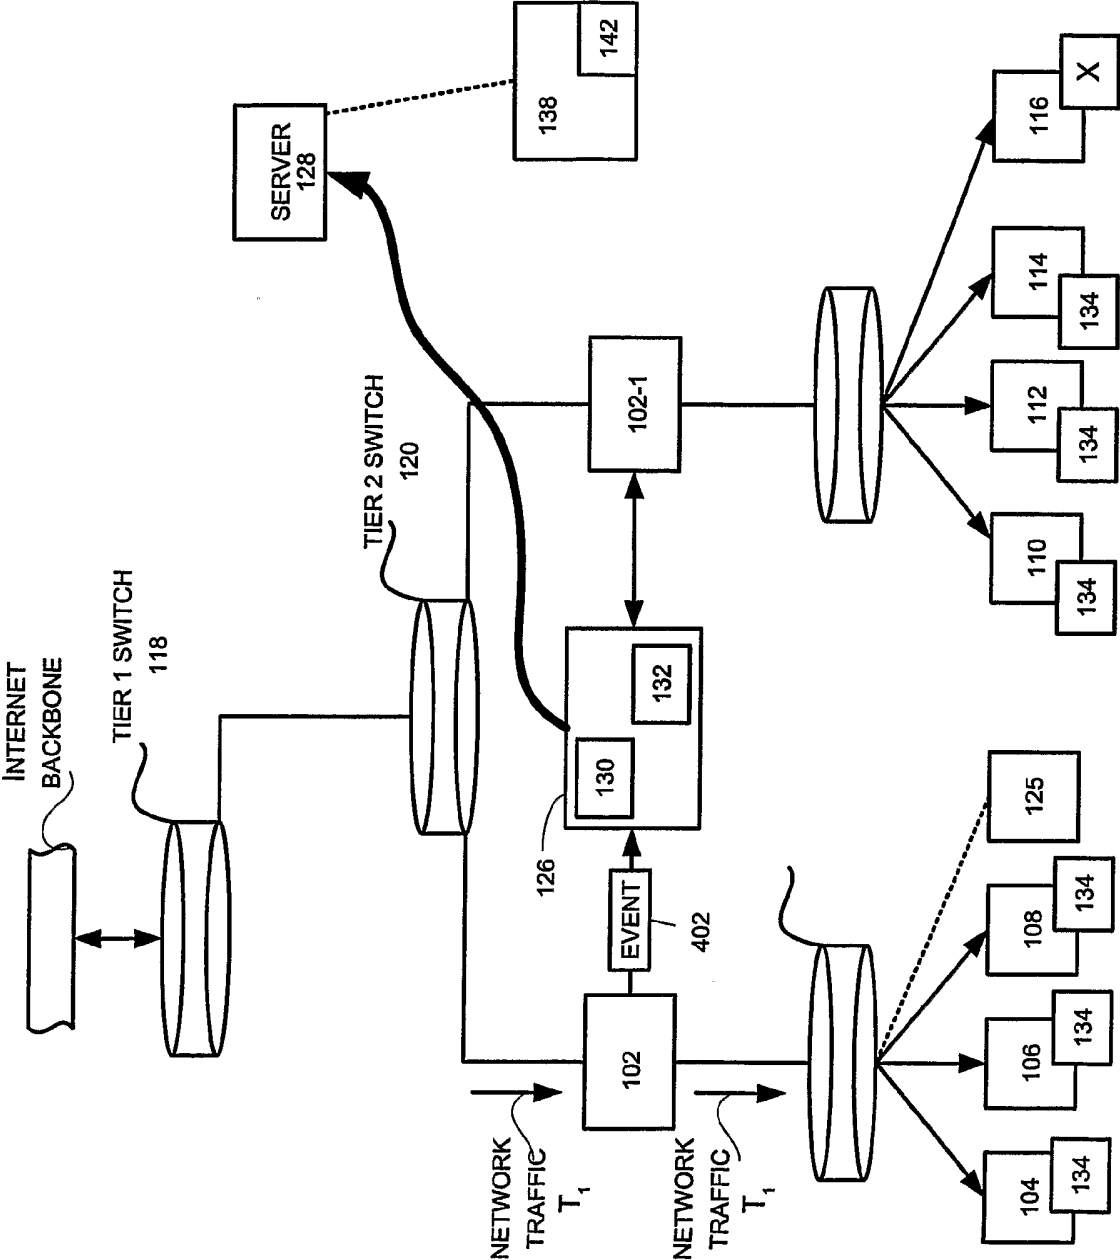 INTERNET
BACKBONE
TIER 1 SWITCH
118
TIER 2 SWITCH
120
SERVER
128
138
142
NETWORK
TRAFFIC
T1
NETWORK
TRAFFIC
T1
102
EVENT
402
126
130
132
102-1
104
134
106
134
108
134
125
110
134
112
134
114
134
116
X